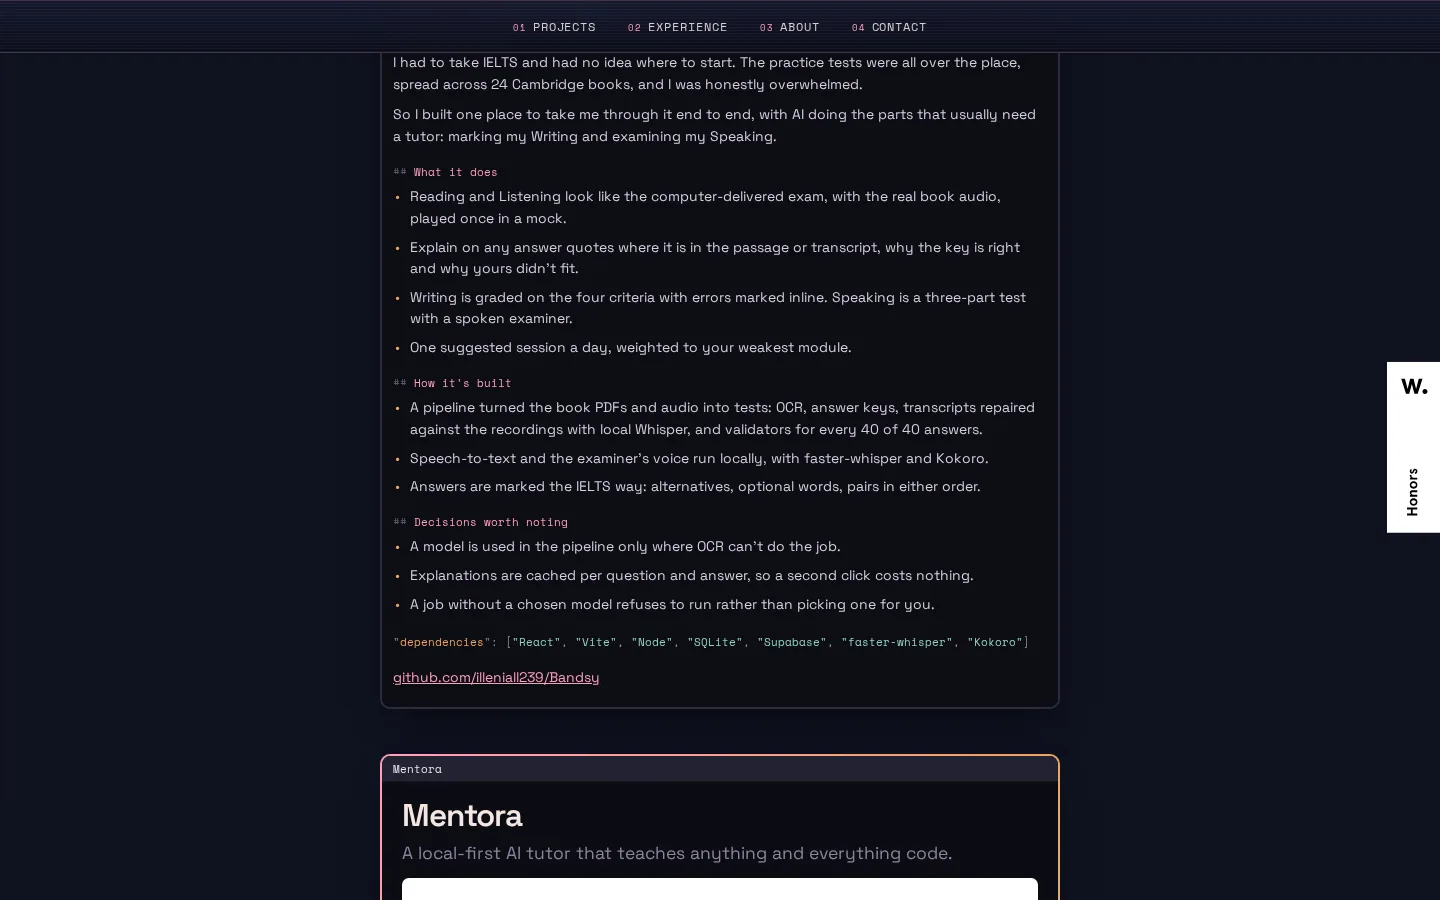 01 PROJECTS 02 EXPERIENCE 03 ABOUT 04 CONTACT
I had to take IELTS and had no idea where to start. The practice tests were all over the place,
spread across 24 Cambridge books, and I was honestly overwhelmed.
So I built one place to take me through it end to end, with AI doing the parts that usually need
a tutor: marking my Writing and examining my Speaking.
## What it does
• Reading and Listening look like the computer-delivered exam, with the real book audio,
played once in a mock.
• Explain on any answer quotes where it is in the passage or transcript, why the key is right
and why yours didn't fit.
• Writing is graded on the four criteria with errors marked inline. Speaking is a three-part test
with a spoken examiner.
• One suggested session a day, weighted to your weakest module.
## How it's built
• A pipeline turned the book PDFs and audio into tests: OCR, answer keys, transcripts repaired
against the recordings with local Whisper, and validators for every 40 of 40 answers.
• Speech-to-text and the examiner's voice run locally, with faster-whisper and Kokoro.
• Answers are marked the IELTS way: alternatives, optional words, pairs in either order.
## Decisions worth noting
• A model is used in the pipeline only where OCR can't do the job.
• Explanations are cached per question and answer, so a second click costs nothing.
• A job without a chosen model refuses to run rather than picking one for you.
"dependencies": ["React", "Vite", "Node", "SQLite", "Supabase", "faster-whisper", "Kokoro"]
github.com/illeniall239/Bandsy
Mentora
Mentora
A local-first AI tutor that teaches anything and everything code.
W.
Honors